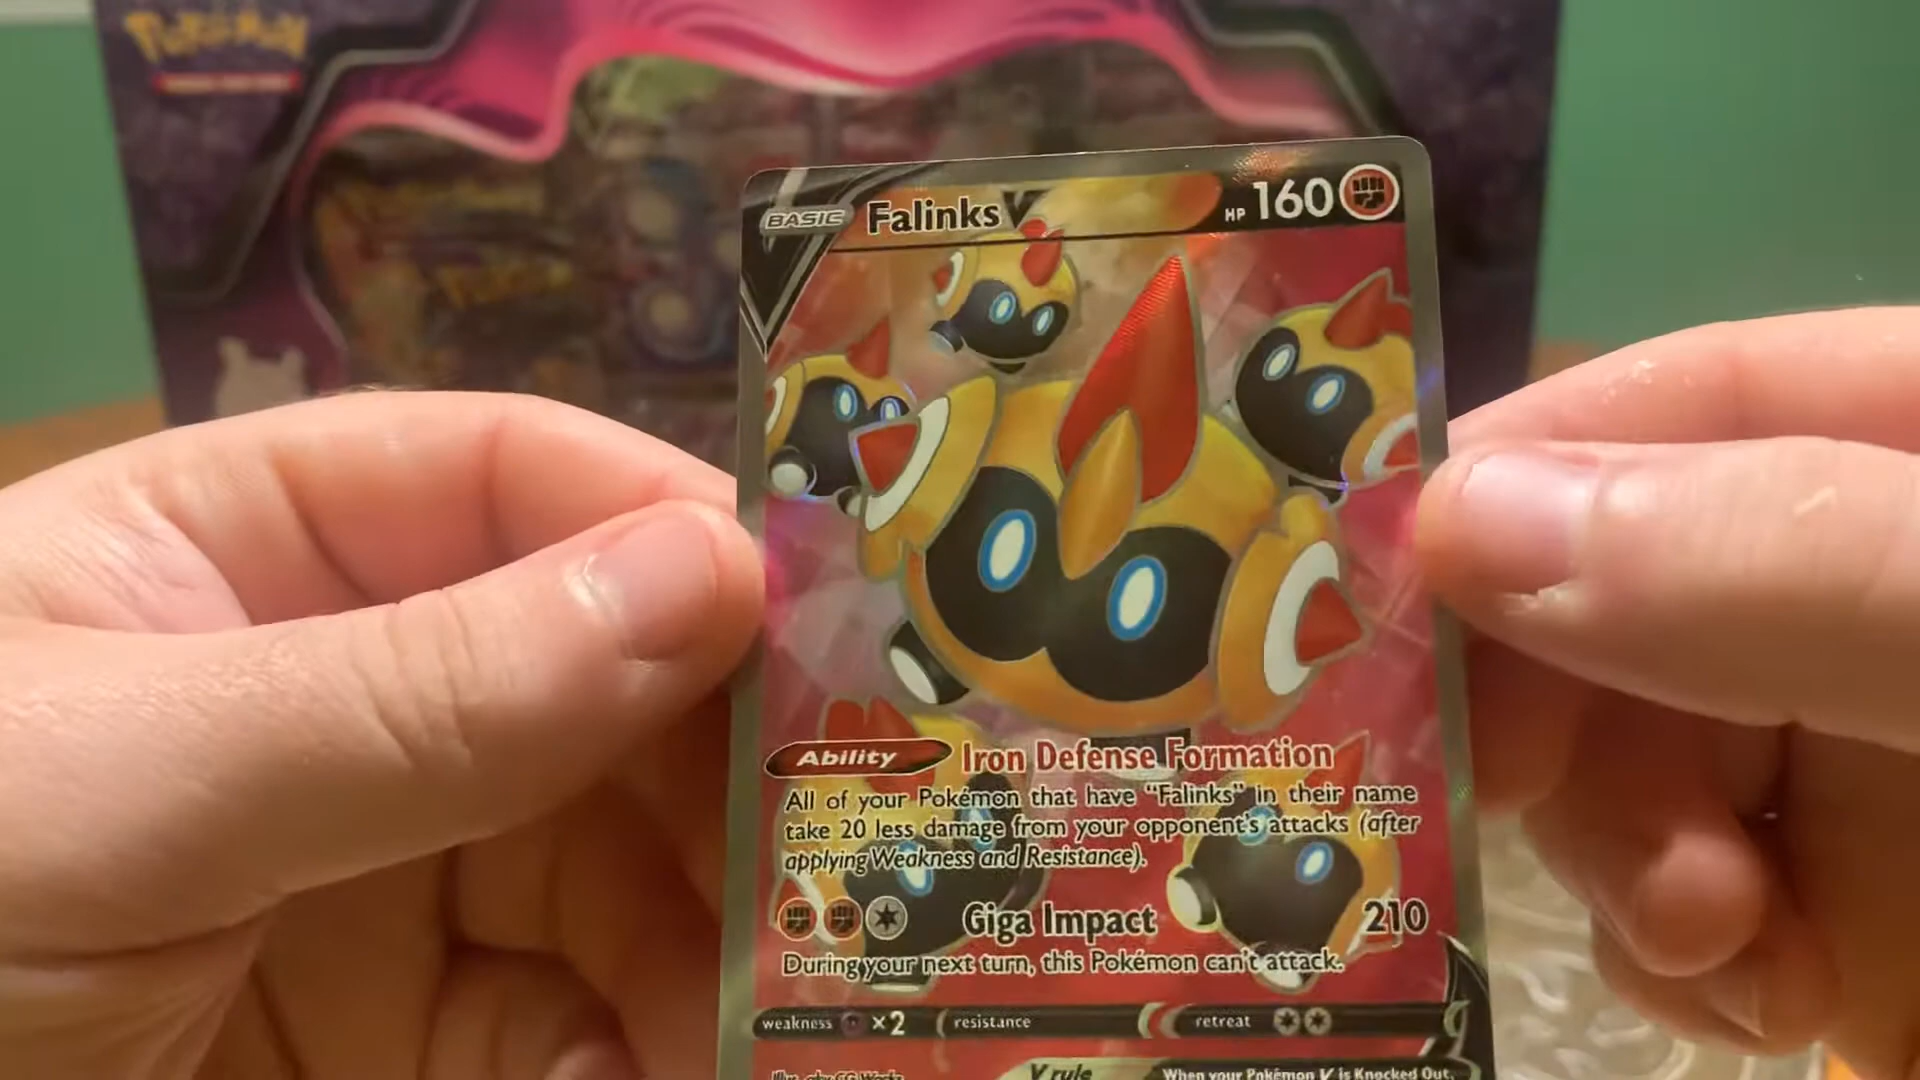 Pokémon
BASIC Falinks V HP 160
Ability Iron Defense Formation
All of your Pokémon that have "Falinks" in their name
take 20 less damage from your opponent's attacks (after
applying Weakness and Resistance).
Giga Impact 210
During your next turn, this Pokémon can't attack.
weakness ×2 resistance retreat
V rule When your Pokémon V is Knocked Out,